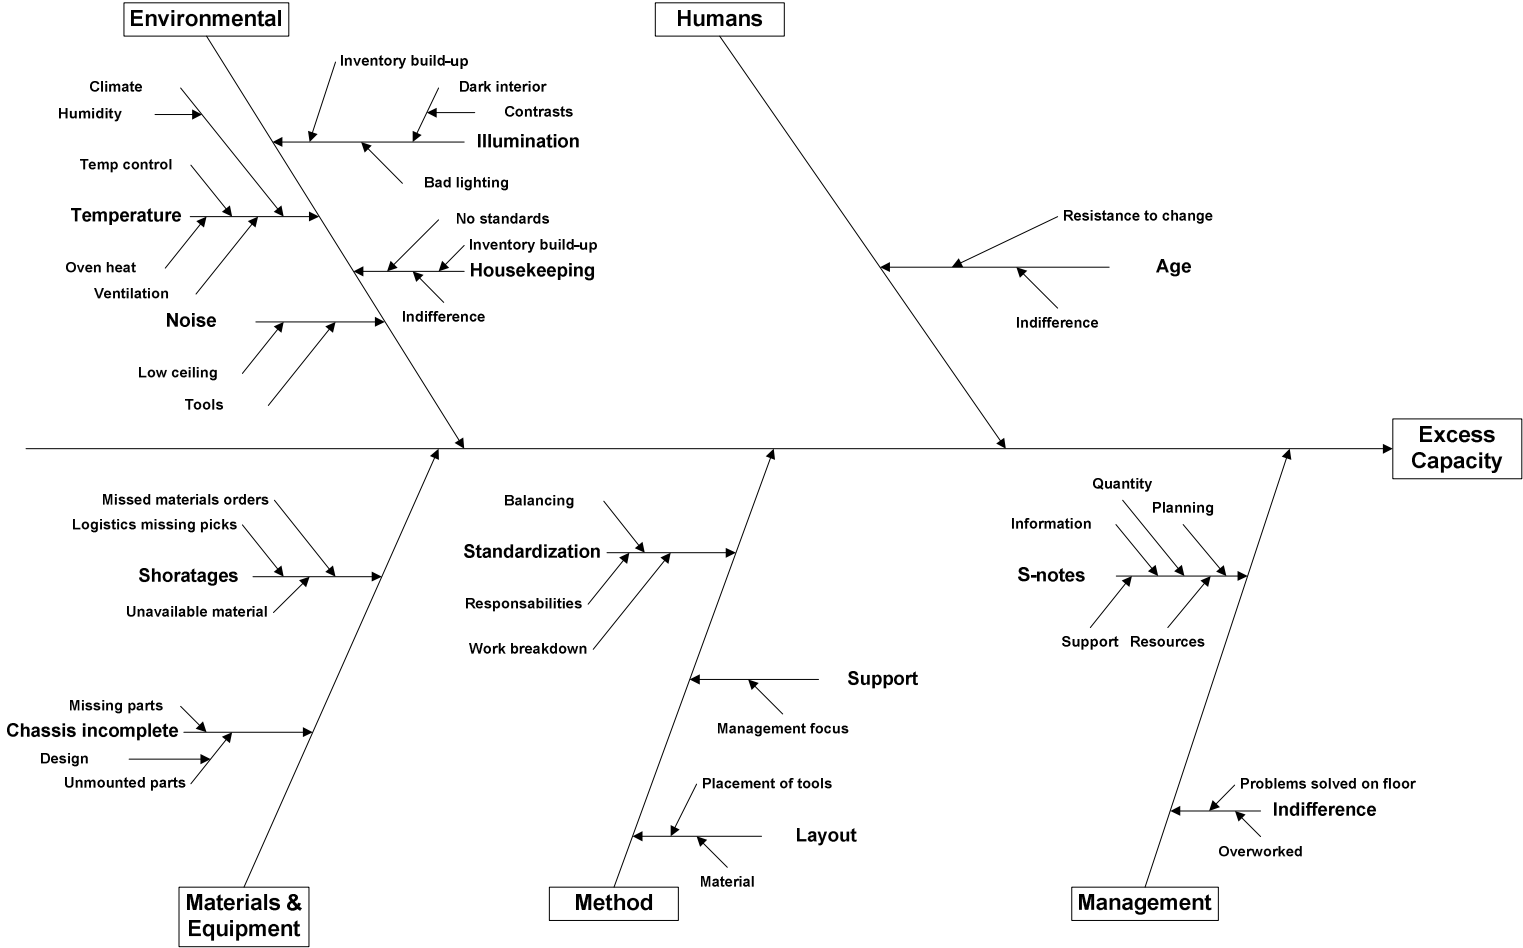 Environmental
Humans
Inventory build-up
Climate
Dark interior
Humidity
Contrasts
Illumination
Temp control
Bad lighting
Temperature
No standards
Resistance to change
Inventory build-up
Oven heat
Housekeeping
Age
Ventilation
Indifference
Noise
Indifference
Low ceiling
Tools
Excess
Capacity
Missed materials orders
Balancing
Quantity
Logistics missing picks
Planning
Information
Standardization
Shoratages
S-notes
Unavailable material
Responsabilities
Work breakdown
Support
Resources
Support
Missing parts
Management focus
Chassis incomplete
Design
Unmounted parts
Placement of tools
Problems solved on floor
Layout
Indifference
Material
Overworked
Materials &
Equipment
Method
Management